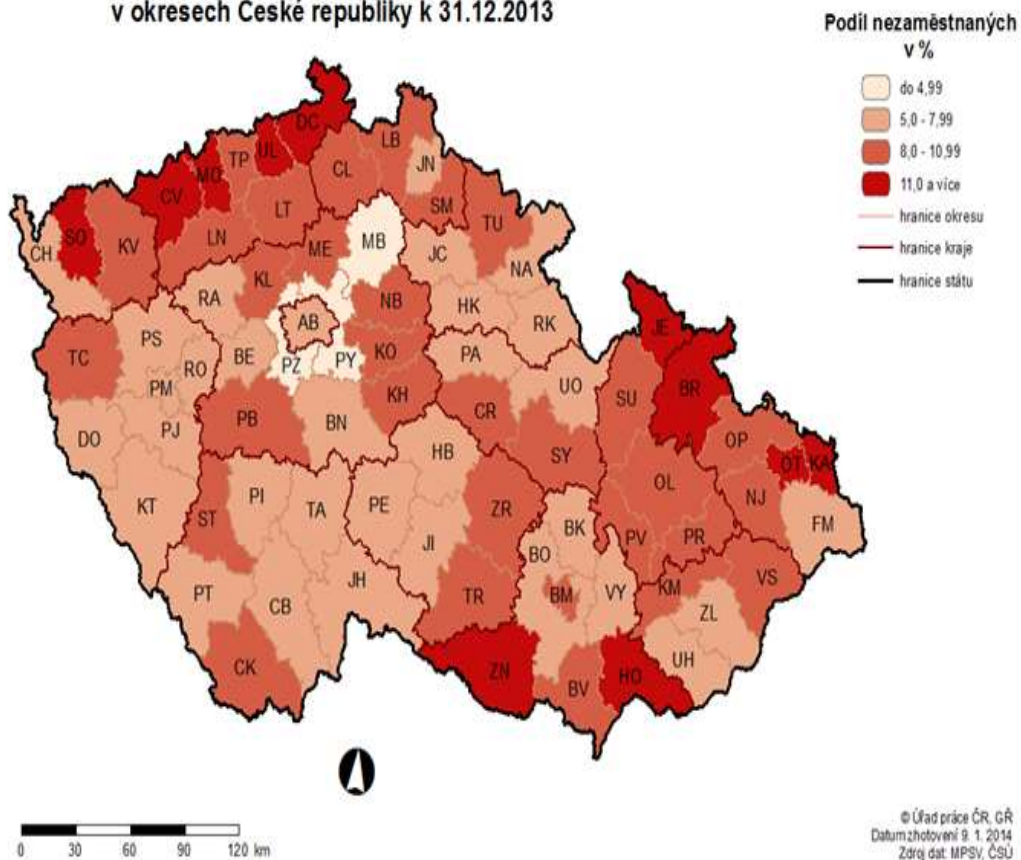 v okresech České republiky k 31.12.2013
Podíl nezaměstnaných
v %
do 4,99
5,0 - 7,99
8,0 - 10,99
11,0 a více
hranice okresu
hranice kraje
hranice státu
DC
LB
UL
TP
JN
MO
CL
CV
LT
SM
TU
SO
KV
LN
ME
MB
CH
JC
NA
KL
RA
NB
HK
RK
AB
JE
PS
TC
RO
BE
PZ
PY
KO
PA
UO
BR
PM
KH
SU
PB
BN
CR
DO
PJ
OP
HB
SY
OT
KA
OL
KT
PI
TA
PE
ZR
NJ
ST
FM
BK
JI
PV
PR
BO
JH
VS
PT
CB
TR
BM
VY
KM
ZL
CK
ZN
UH
BV
HO
0 30 60 90 120 km
© Úřad práce ČR, GŘ
Datum zhotovení 9. 1. 2014
Zdroj dat: MPSV, ČSÚ